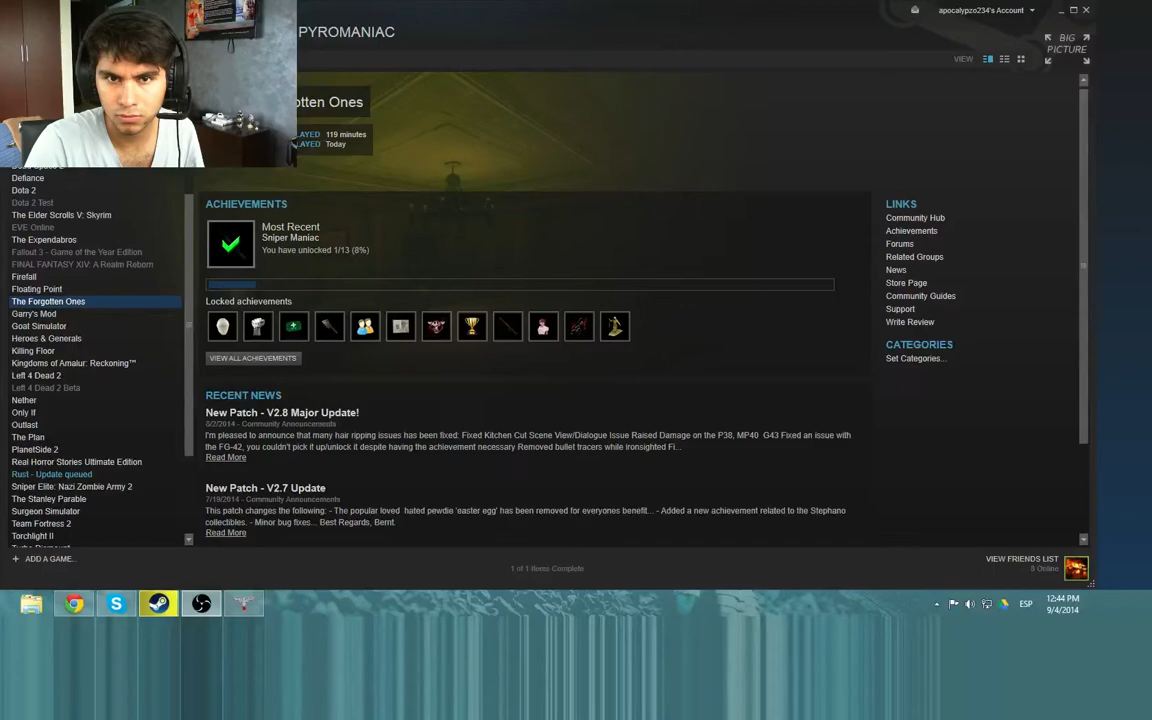 apocalypzo234's Account
PYROMANIAC
BIG
PICTURE
VIEW
otten Ones
AYED 119 minutes
AYED Today
Defiance
Dota 2
Dota 2 Test
The Elder Scrolls V: Skyrim
EVE Online
The Expendabros
Fallout 3 - Game of the Year Edition
FINAL FANTASY XIV: A Realm Reborn
Firefall
Floating Point
The Forgotten Ones
Garry's Mod
Goat Simulator
Heroes & Generals
Killing Floor
Kingdoms of Amalur: Reckoning™
Left 4 Dead 2
Left 4 Dead 2 Beta
Nether
Only If
Outlast
The Plan
PlanetSide 2
Real Horror Stories Ultimate Edition
Rust - Update queued
Sniper Elite: Nazi Zombie Army 2
The Stanley Parable
Surgeon Simulator
Team Fortress 2
Torchlight II
ACHIEVEMENTS
Most Recent
Sniper Maniac
You have unlocked 1/13 (8%)
Locked achievements
VIEW ALL ACHIEVEMENTS
RECENT NEWS
New Patch - V2.8 Major Update!
8/2/2014 - Community Announcements
I'm pleased to announce that many hair ripping issues has been fixed: Fixed Kitchen Cut Scene View/Dialogue Issue Raised Damage on the P38, MP40 G43 Fixed an issue with
the FG-42, you couldn't pick it up/unlock it despite having the achievement necessary Removed bullet tracers while ironsighted Fi...
Read More
New Patch - V2.7 Update
7/19/2014 - Community Announcements
This patch changes the following: - The popular loved hated pewdie 'easter egg' has been removed for everyones benefit... - Added a new achievement related to the Stephano
collectibles. - Minor bug fixes... Best Regards, Bernt.
Read More
LINKS
Community Hub
Achievements
Forums
Related Groups
News
Store Page
Community Guides
Support
Write Review
CATEGORIES
Set Categories...
+ ADD A GAME...
1 of 1 Items Complete
VIEW FRIENDS LIST
8 Online
ESP
12:44 PM
9/4/2014